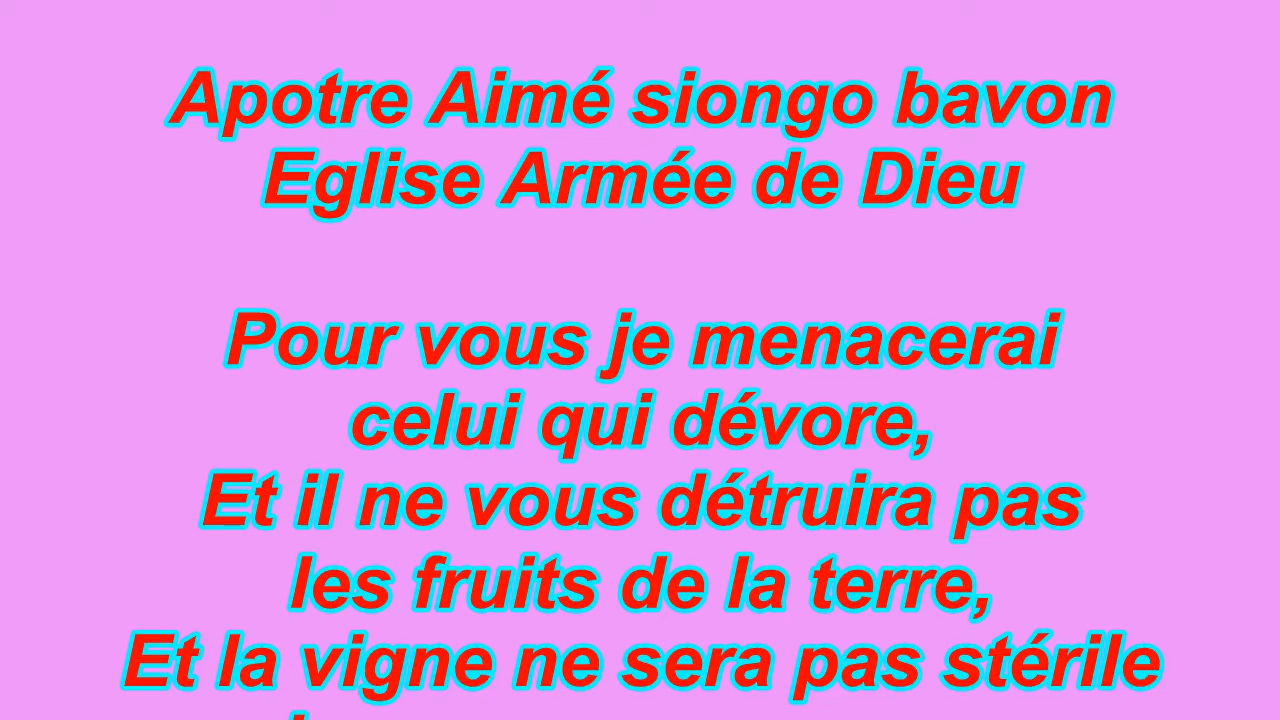 Apotre Aimé siongo bavon
Eglise Armée de Dieu
Pour vous je menacerai
celui qui dévore,
Et il ne vous détruira pas
les fruits de la terre,
Et la vigne ne sera pas stérile